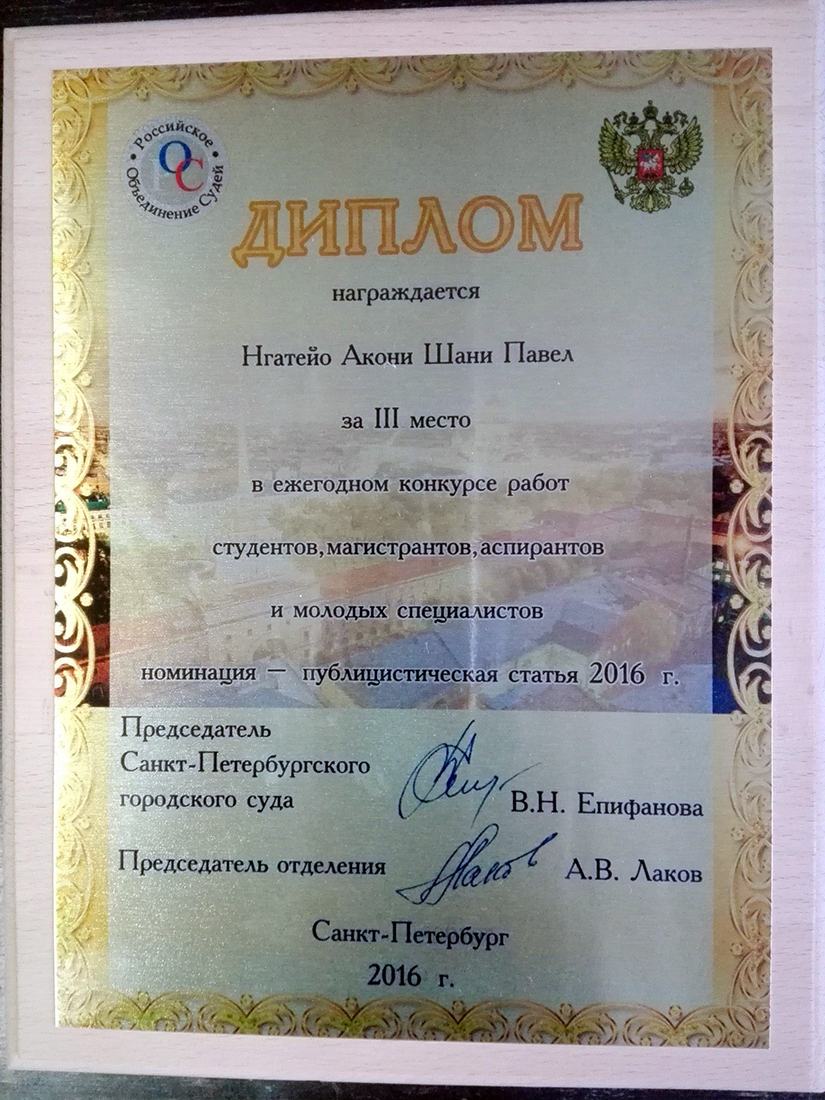 Российское
ОС
Объединение Судей
ДИПЛОМ
награждается
Нгатейо Акони Шани Павел
за III место
в ежегодном конкурсе работ
студентов,магистрантов,аспирантов
и молодых специалистов
номинация — публицистическая статья 2016 г.
Председатель
Санкт-Петербургского
городского суда
В.Н. Епифанова
Председатель отделения
А.В. Лаков
Санкт-Петербург
2016 г.